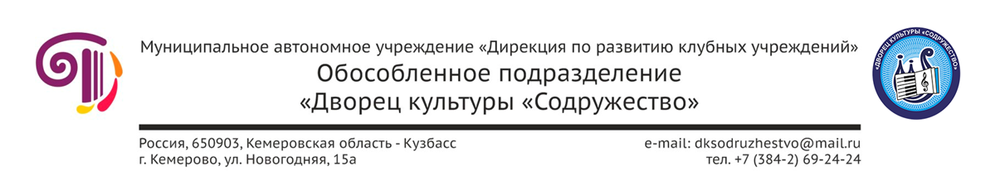 Муниципальное автономное учреждение «Дирекция по развитию клубных учреждений»
Обособленное подразделение
«Дворец культуры «Содружество»
Россия, 650903, Кемеровская область - Кузбасс
г. Кемерово, ул. Новогодняя, 15а
e-mail: dksodruzhestvo@mail.ru
тел. +7 (384-2) 69-24-24
«ДВОРЕЦ КУЛЬТУРЫ «СОДРУЖЕСТВО»